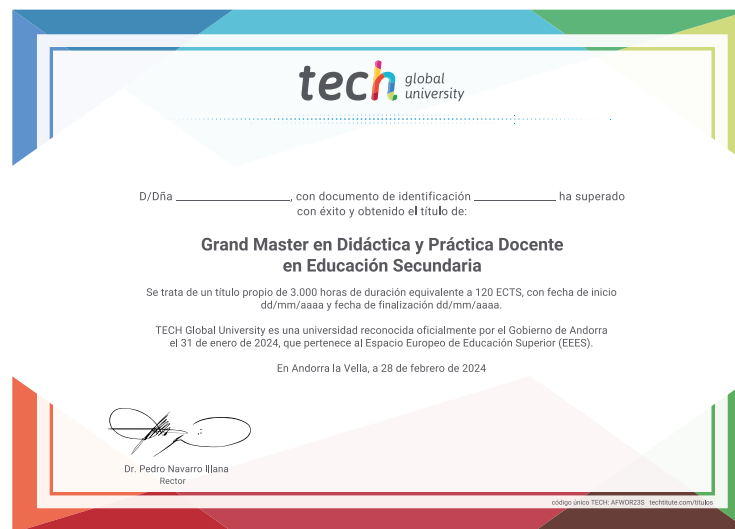 tech global
university
D/Dña ______________, con documento de identificación __________ ha superado
con éxito y obtenido el título de:
Grand Master en Didáctica y Práctica Docente
en Educación Secundaria
Se trata de un título propio de 3.000 horas de duración equivalente a 120 ECTS, con fecha de inicio
dd/mm/aaaa y fecha de finalización dd/mm/aaaa.
TECH Global University es una universidad reconocida oficialmente por el Gobierno de Andorra
el 31 de enero de 2024, que pertenece al Espacio Europeo de Educación Superior (EEES).
En Andorra la Vella, a 28 de febrero de 2024
Dr. Pedro Navarro Illana
Rector
código único TECH: AFWOR23S techtitute.com/titulos